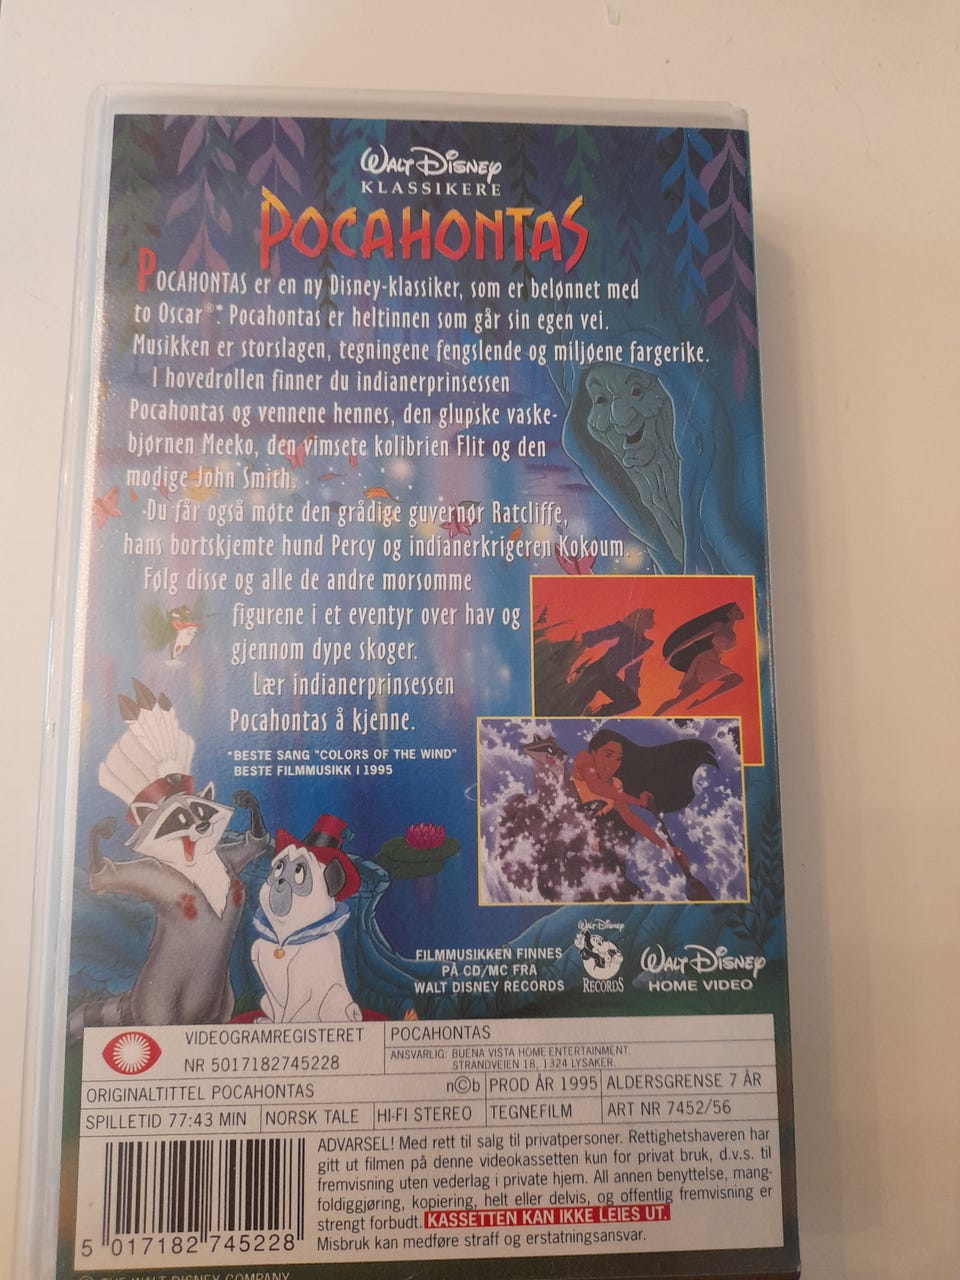 WALT DISNEY
KLASSIKERE
POCAHONTAS
POCAHONTAS er en ny Disney-klassiker, som er belønnet med
to Oscar®*. Pocahontas er heltinnen som går sin egen vei.
Musikken er storslagen, tegningene fengslende og miljøene fargerike.
I hovedrollen finner du indianerprinsessen
Pocahontas og vennene hennes, den glupske vaske-
bjørnen Meeko, den vimsete kolibrien Flit og den
modige John Smith.
Du får også møte den grådige guvernør Ratcliffe,
hans bortskjemte hund Percy og indianerkrigeren Kokoum.
Følg disse og alle de andre morsomme
figurene i et eventyr over hav og
gjennom dype skoger.
Lær indianerprinsessen
Pocahontas å kjenne.
*BESTE SANG "COLORS OF THE WIND"
BESTE FILMMUSIKK I 1995
FILMMUSIKKEN FINNES
PÅ CD/MC FRA
WALT DISNEY RECORDS
WALT DISNEY
RECORDS
WALT DISNEY
HOME VIDEO
VIDEOGRAMREGISTERET
NR 5017182745228
POCAHONTAS
ANSVARLIG: BUENA VISTA HOME ENTERTAINMENT.
STRANDVEIEN 18, 1324 LYSAKER.
ORIGINALTITTEL POCAHONTAS
n©b
PROD ÅR 1995
ALDERSGRENSE 7 ÅR
SPILLETID 77:43 MIN
NORSK TALE
HI-FI STEREO
TEGNEFILM
ART NR 7452/56
ADVARSEL! Med rett til salg til privatpersoner. Rettighetshaveren har
gitt ut filmen på denne videokassetten kun for privat bruk, d.v.s. til
fremvisning uten vederlag i private hjem. All annen benyttelse, mang-
foldiggjøring, kopiering, helt eller delvis, og offentlig fremvisning er
strengt forbudt. KASSETTEN KAN IKKE LEIES UT.
Misbruk kan medføre straff og erstatningsansvar.
5 017182 745228
© THE WALT DISNEY COMPANY